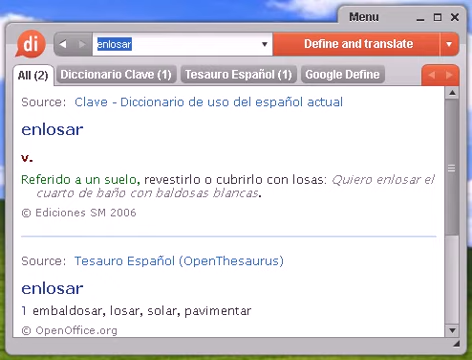 Menu
di
enlosar
Define and translate
All (2)
Diccionario Clave (1)
Tesauro Español (1)
Google Define
Source: Clave - Diccionario de uso del español actual
enlosar
v.
Referido a un suelo, revestirlo o cubrirlo con losas: Quiero enlosar el
cuarto de baño con baldosas blancas.
© Ediciones SM 2006
Source: Tesauro Español (OpenThesaurus)
enlosar
1 embaldosar, losar, solar, pavimentar
© OpenOffice.org